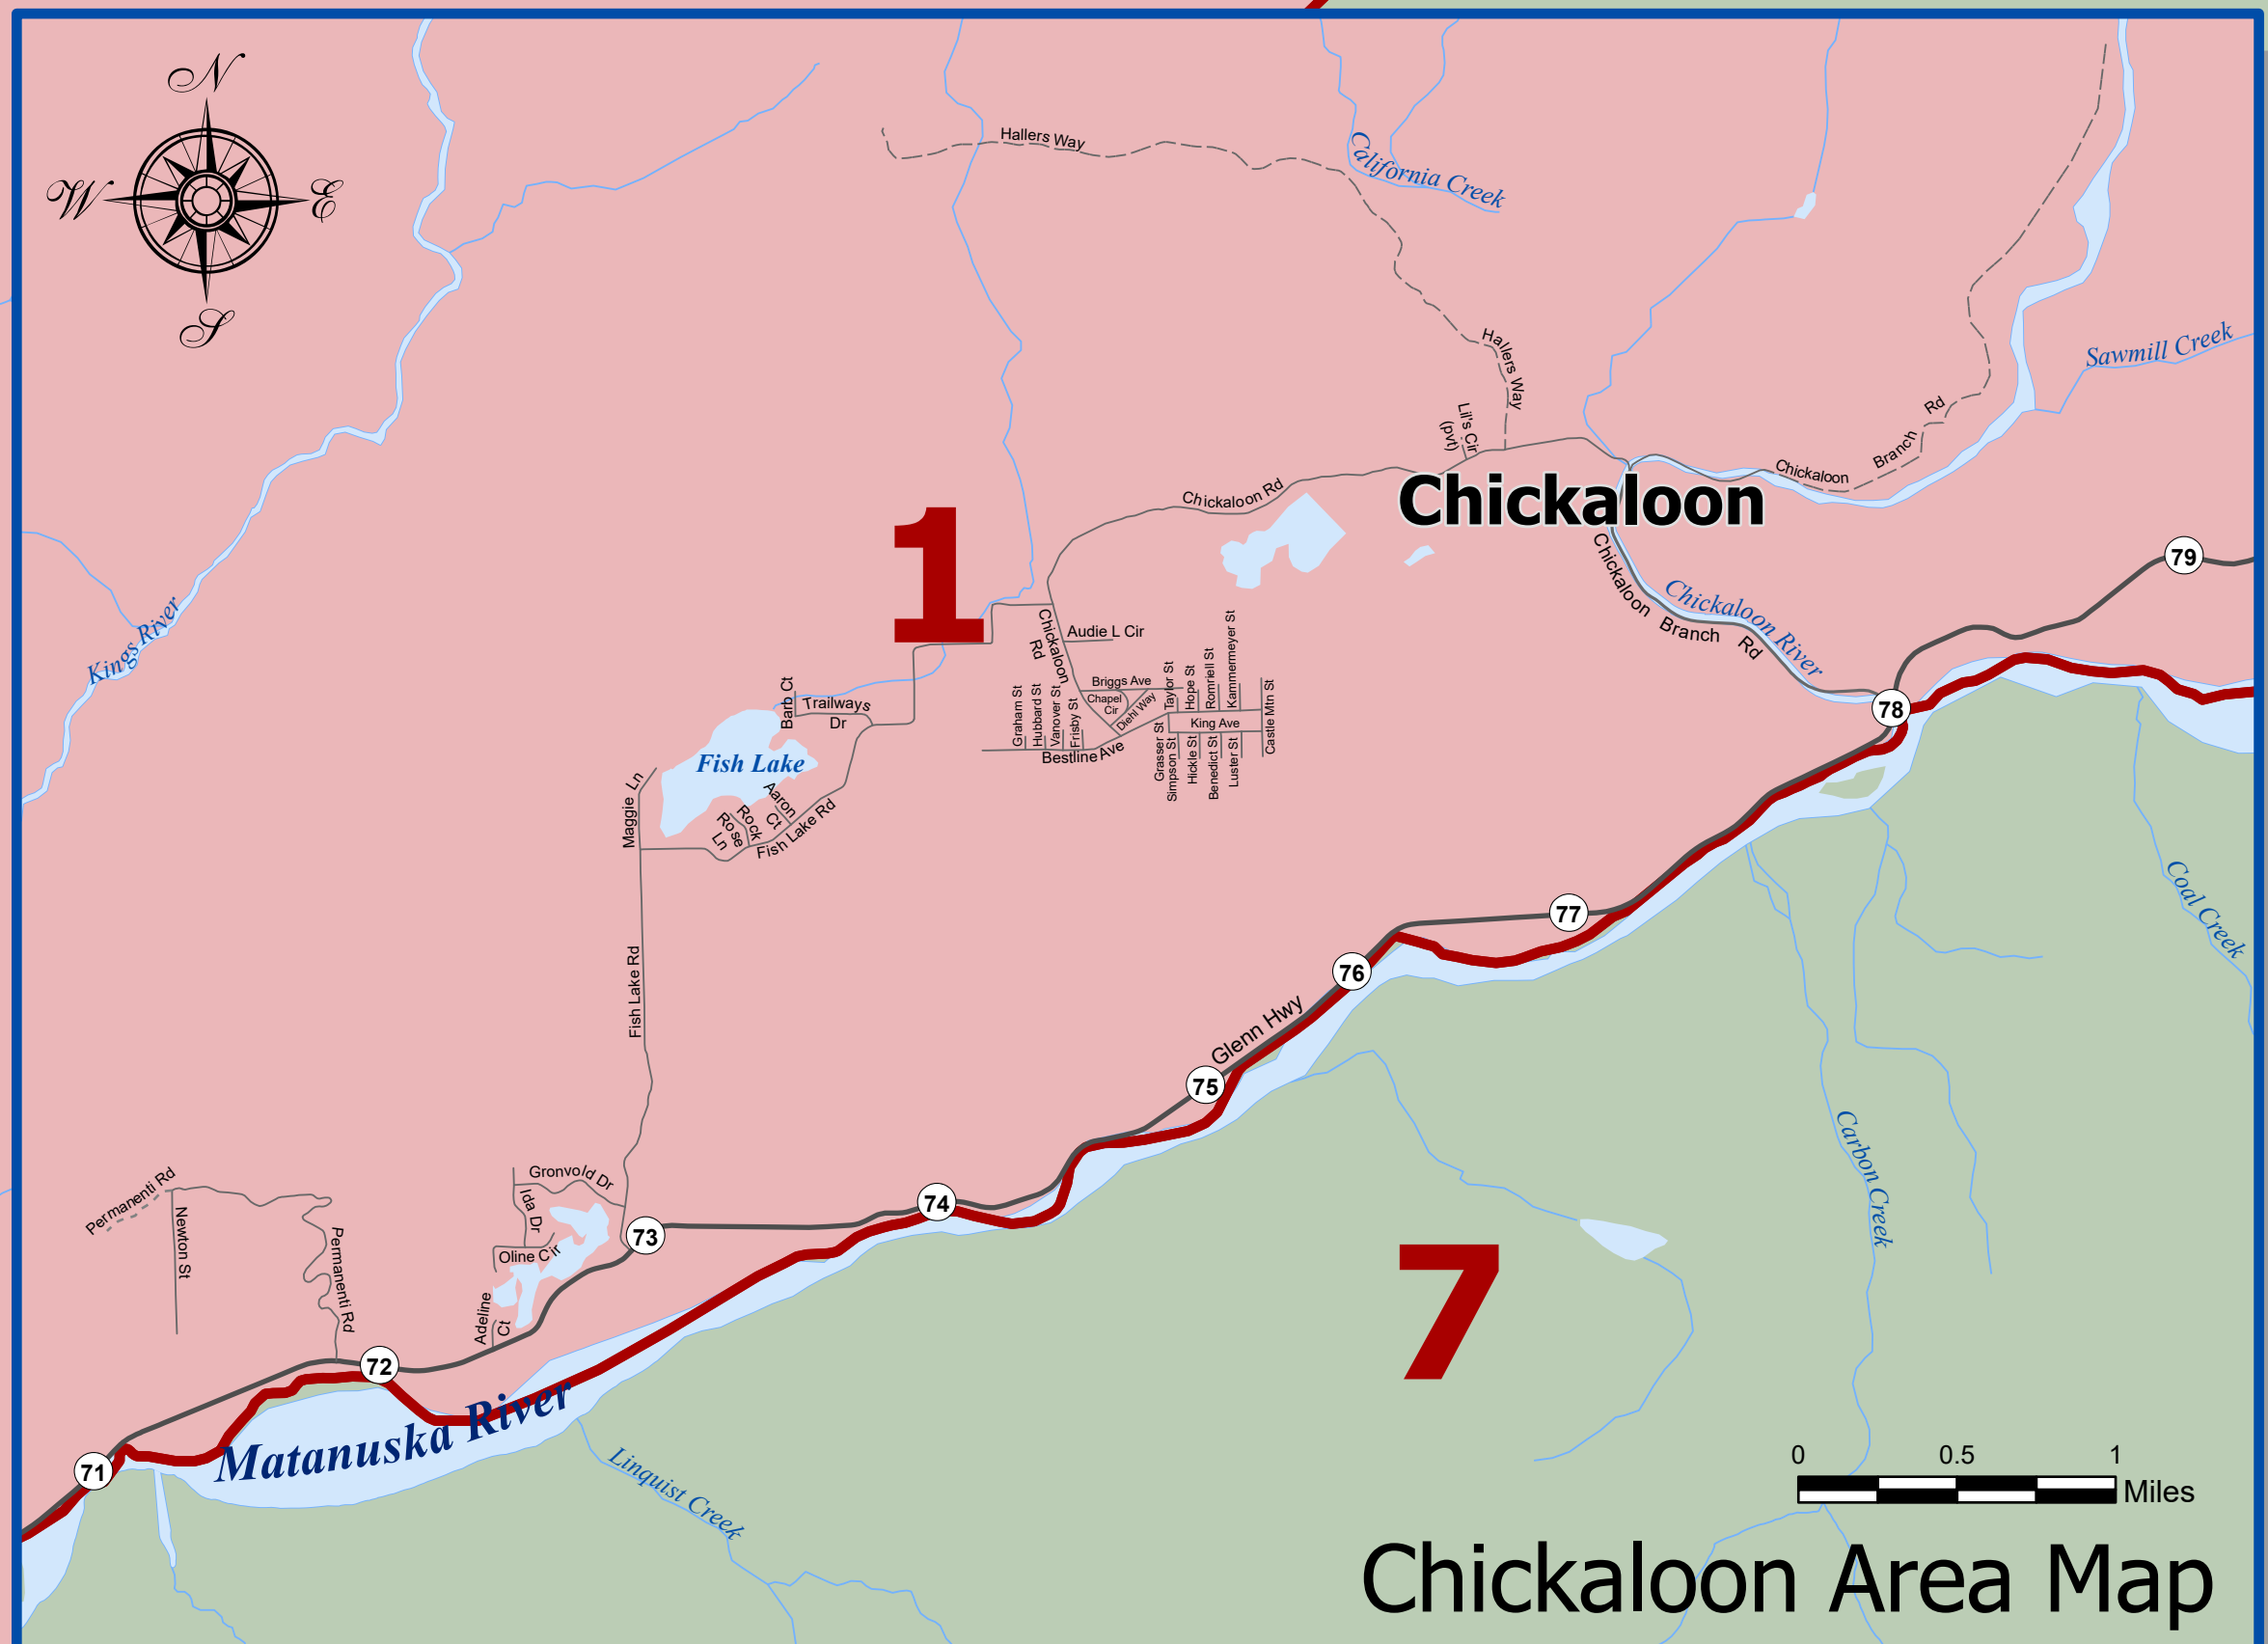 N
W
E
S
Hallers Way
California Creek
Hallers Way
Sawmill Creek
Lil's Cir
(pvt)
Rd
Branch
Chickaloon
Chickaloon Rd
Chickaloon
1
79
Chickaloon
Branch
Rd
Chickaloon River
Kings River
Chickaloon
Rd
Audie L Cir
Briggs Ave
Chapel
Cir
Diehl Way
Taylor St
Hope St
Romriell St
Kammermeyer St
Castle Mtn St
Graham St
Hubbard St
Vanover St
Frisby St
King Ave
Bestline Ave
Grasser St
Simpson St
Hickle St
Benedict St
Luster St
78
Barb Ct
Trailways
Dr
Fish Lake
Maggie Ln
Aaron
Ct
Rock
Rose
Ln
Fish Lake Rd
Coal Creek
77
76
Fish Lake Rd
Glenn Hwy
75
Carbon Creek
Permanenti Rd
Newton St
Permanenti Rd
Gronvold Dr
Ida Dr
Oline Cir
Adeline
Ct
74
73
7
72
71
Matanuska River
Linquist Creek
0 0.5 1
Miles
Chickaloon Area Map